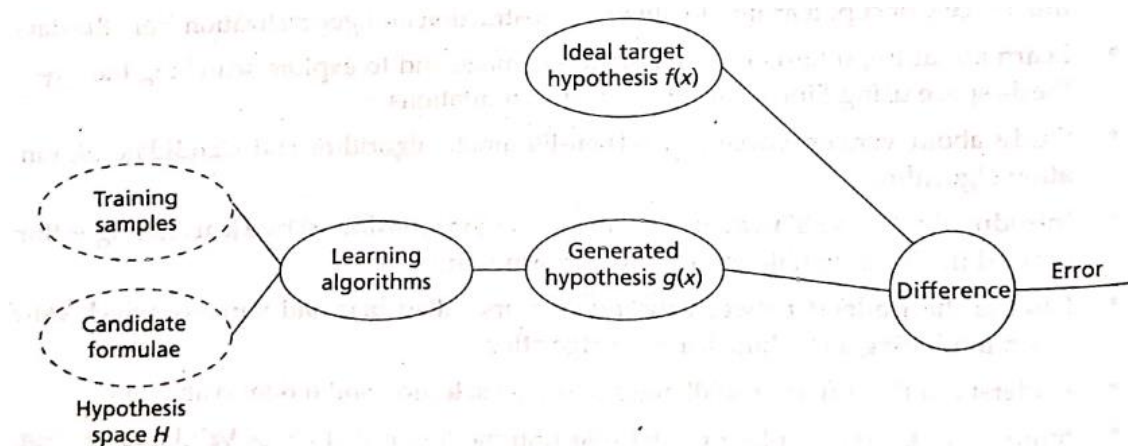 Ideal target
hypothesis f(x)
Training
samples
Learning
algorithms
Generated
hypothesis g(x)
Difference
Error
Candidate
formulae
Hypothesis
space H